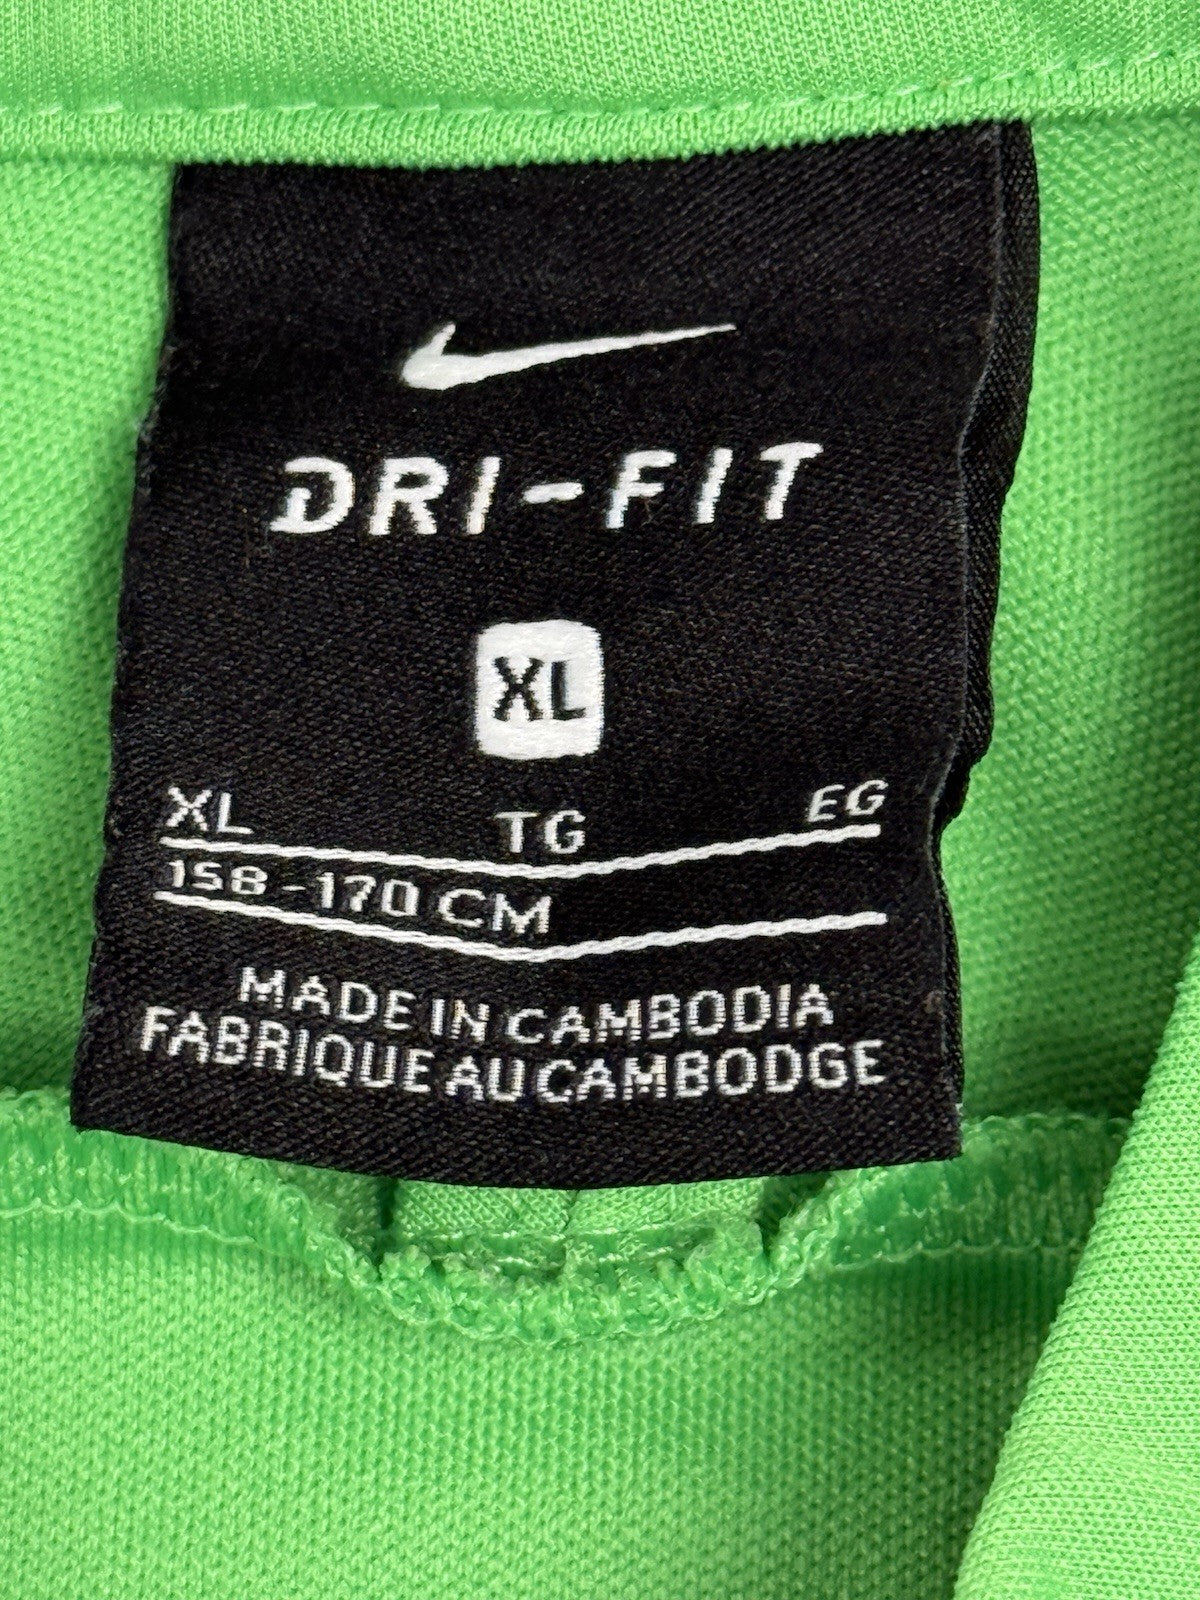 DRI-FIT
XL
XL TG EG
158-170 CM
MADE IN CAMBODIA
FABRIQUE AU CAMBODGE